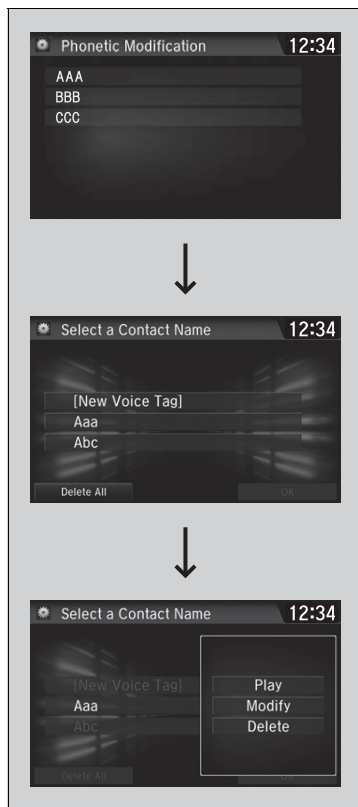 Phonetic Modification 12:34
AAA
BBB
CCC
Select a Contact Name 12:34
[New Voice Tag]
Aaa
Abc
Delete All OK
Select a Contact Name 12:34
[New Voice Tag] Play
Aaa Modify
Abc Delete
Delete All OK